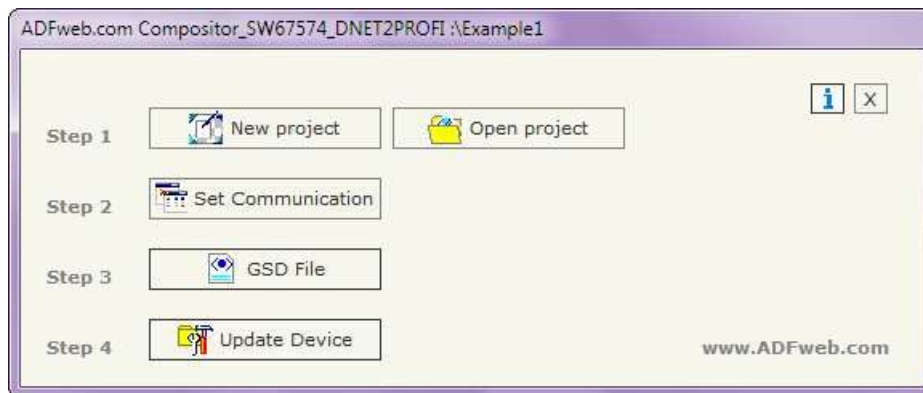 ADFweb.com Compositor_SW67574_DNET2PROFI :\Example1
i X
Step 1 New project Open project
Step 2 Set Communication
Step 3 GSD File
Step 4 Update Device
www.ADFweb.com